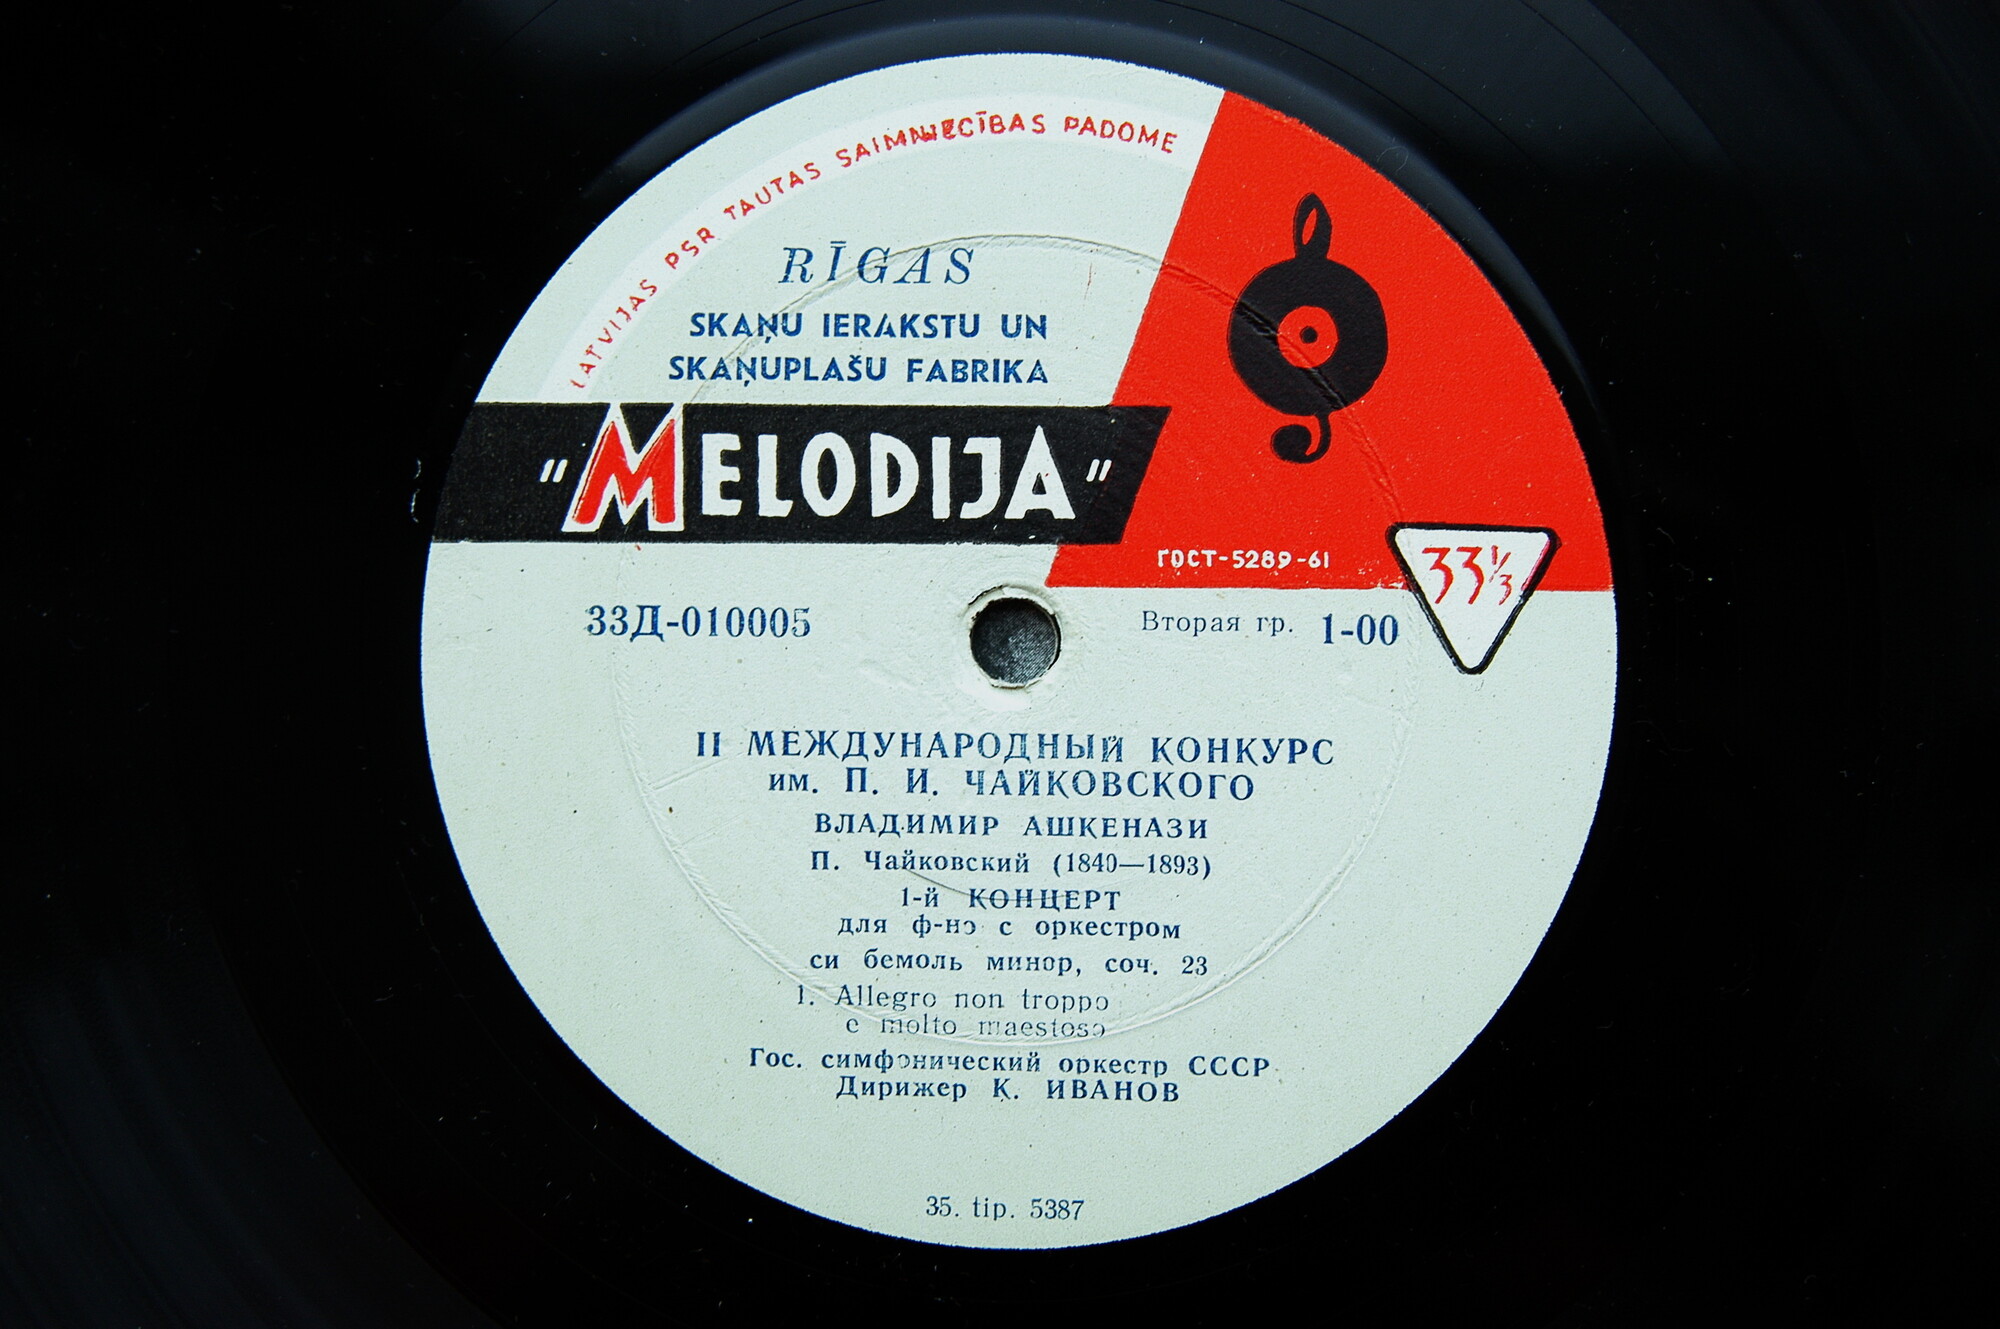 LATVIJAS PSR TAUTAS SAIMNIECĪBAS PADOME
RĪGAS
SKAŅU IERAKSTU UN
SKAŅUPLAŠU FABRIKA
"MELODIJA"
ГОСТ-5289-61
33⅓
33Д-010005
Вторая гр. 1-00
II МЕЖДУНАРОДНЫЙ КОНКУРС
им. П. И. ЧАЙКОВСКОГО
ВЛАДИМИР АШКЕНАЗИ
П. Чайковский (1840—1893)
1-й КОНЦЕРТ
для ф-но с оркестром
си бемоль минор, соч. 23
1. Allegro non troppo
e molto maestoso
Гос. симфонический оркестр СССР
Дирижер К. ИВАНОВ
35. tip. 5387